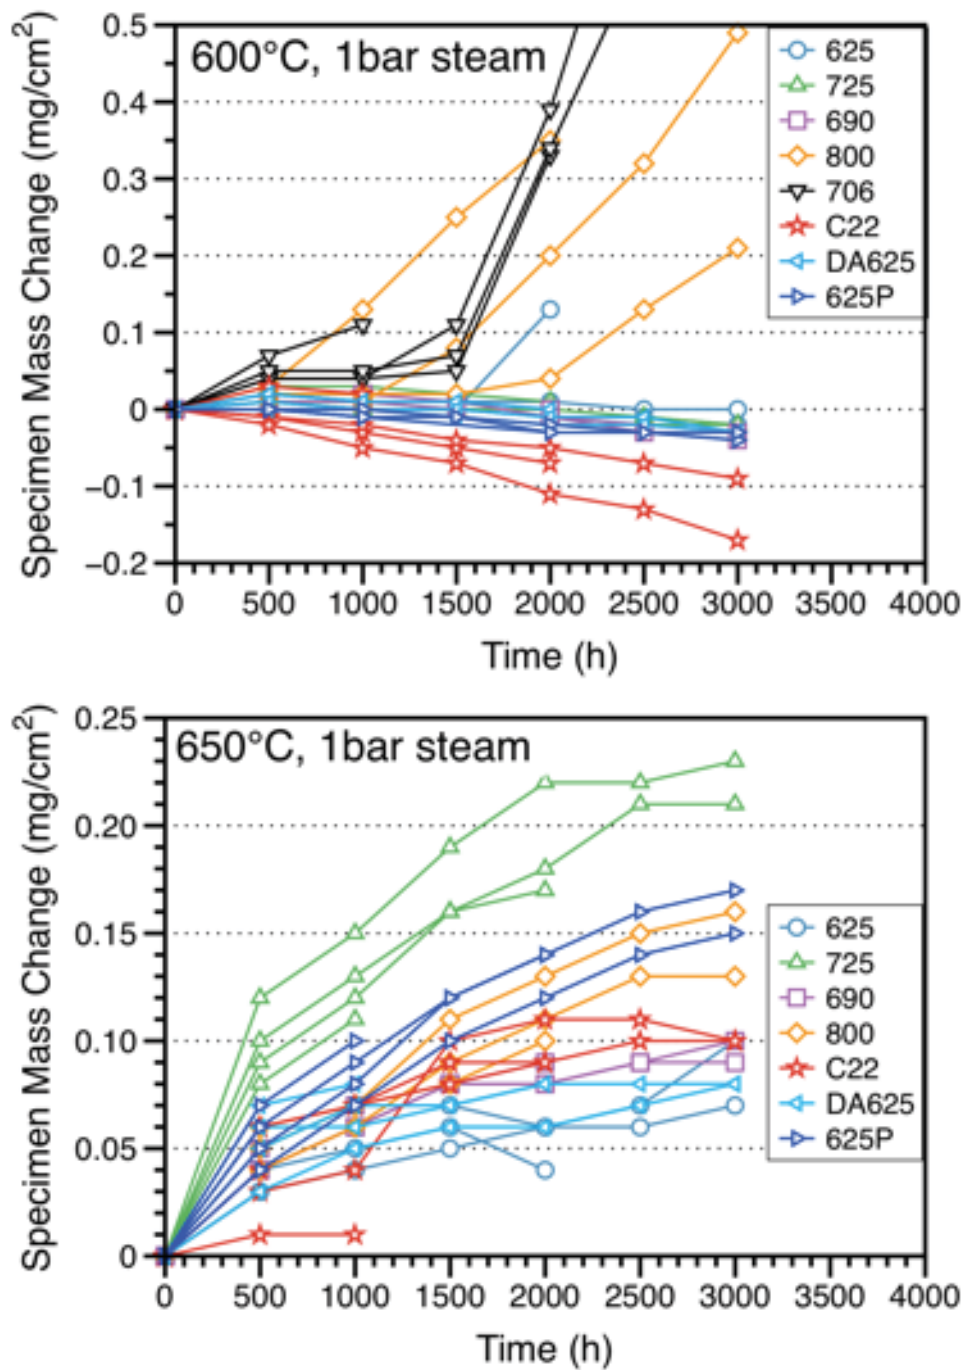 600°C, 1bar steam
Specimen Mass Change (mg/cm²)
0.5
0.4
0.3
0.2
0.1
0
−0.1
−0.2
625
725
690
800
706
C22
DA625
625P
0 500 1000 1500 2000 2500 3000 3500 4000
Time (h)
650°C, 1bar steam
Specimen Mass Change (mg/cm²)
0.25
0.20
0.15
0.10
0.05
0
625
725
690
800
C22
DA625
625P
0 500 1000 1500 2000 2500 3000 3500 4000
Time (h)